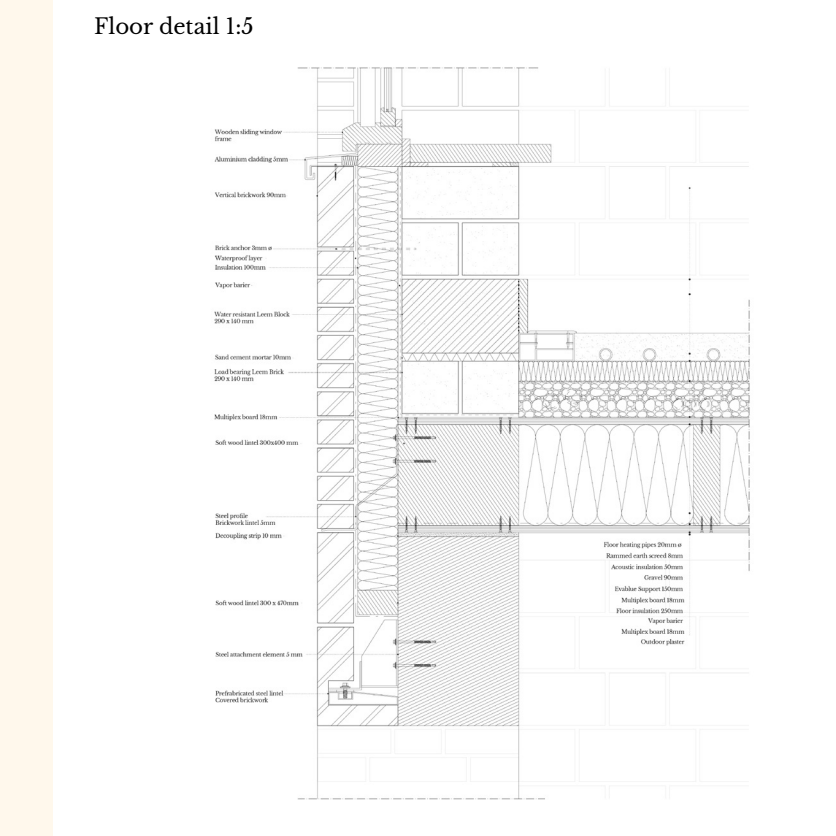 Floor detail 1:5
Wooden sliding window
frame
Aluminium cladding 5mm
Vertical brickwork 90mm
Brick anchor 3mm ø
Waterproof layer
Insulation 100mm
Vapor barier
Water resistant Leem Block
290 x 140 mm
Sand cement mortar 10mm
Load bearing Leem Brick
290 x 140 mm
Multiplex board 18mm
Soft wood lintel 300x400 mm
Steel profile
Brickwork lintel 5mm
Decoupling strip 10 mm
Soft wood lintel 300 x 470mm
Steel attachment element 5 mm
Prefabricated steel lintel
Covered brickwork
Floor heating pipes 20mm ø
Rammed earth screed 8mm
Acoustic insulation 50mm
Gravel 90mm
Evablue Support 150mm
Multiplex board 18mm
Floor insulation 250mm
Vapor barier
Multiplex board 18mm
Outdoor plaster